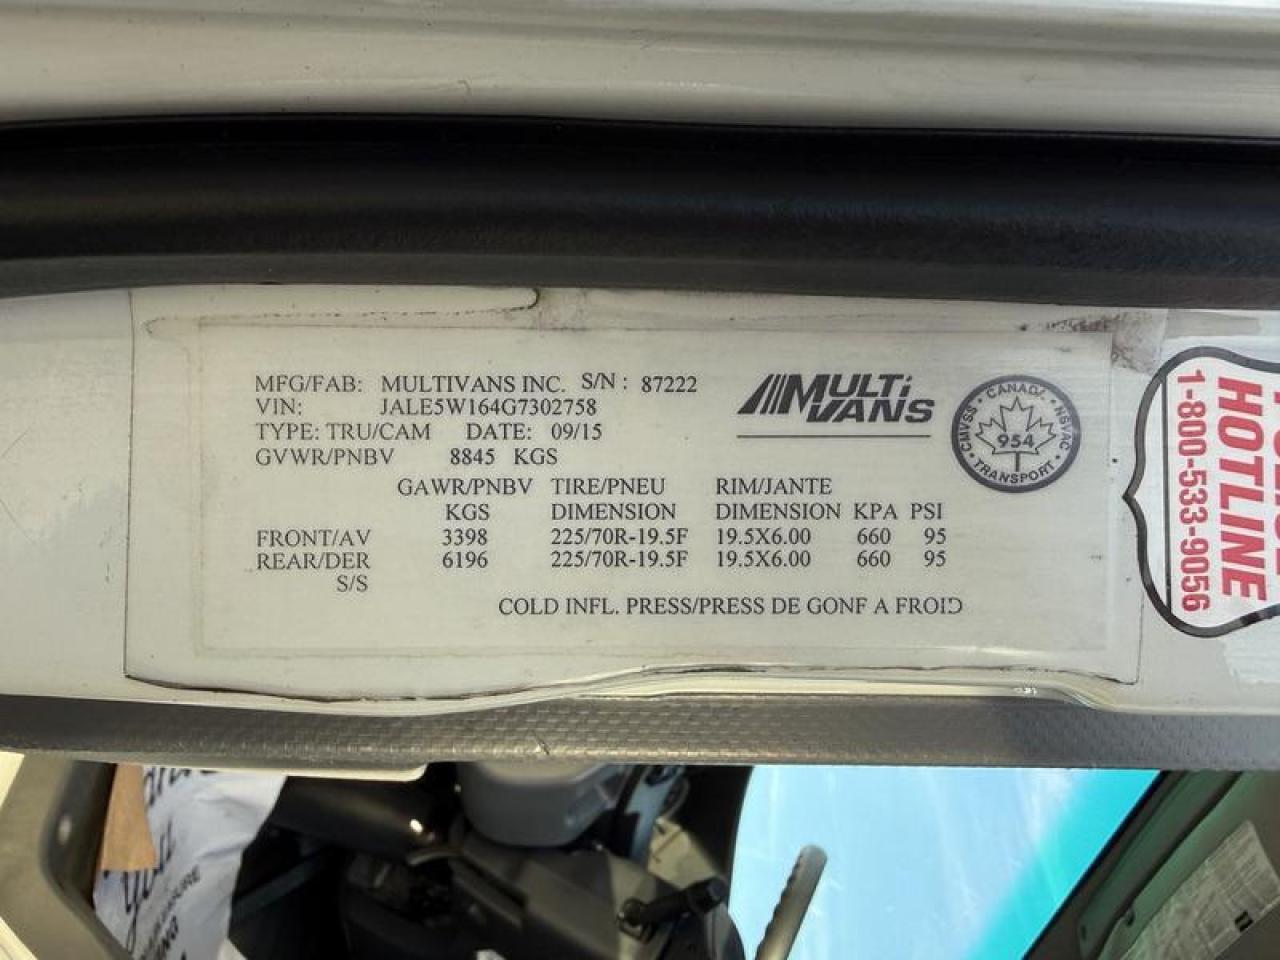 MFG/FAB: MULTIVANS INC. S/N : 87222
VIN: JALE5W164G7302758
TYPE: TRU/CAM DATE: 09/15
GVWR/PNBV 8845 KGS
GAWR/PNBV TIRE/PNEU RIM/JANTE
KGS DIMENSION DIMENSION KPA PSI
FRONT/AV 3398 225/70R-19.5F 19.5X6.00 660 95
REAR/DER 6196 225/70R-19.5F 19.5X6.00 660 95
S/S
COLD INFL. PRESS/PRESS DE GONF A FROID
MULTI
VANS
CANADA
CMVSS · NSVAC
954
TRANSPORT
HOTLINE
1-800-533-9056